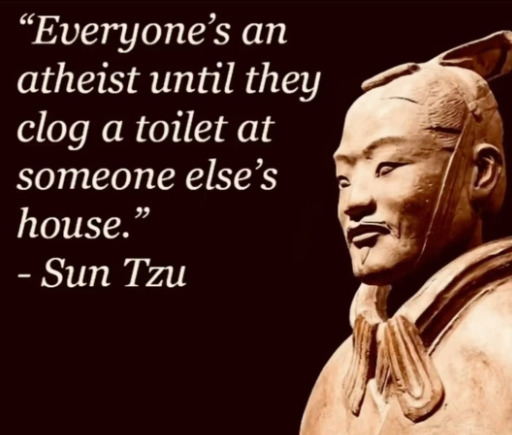 “Everyone’s an
atheist until they
clog a toilet at
someone else’s
house.”
- Sun Tzu